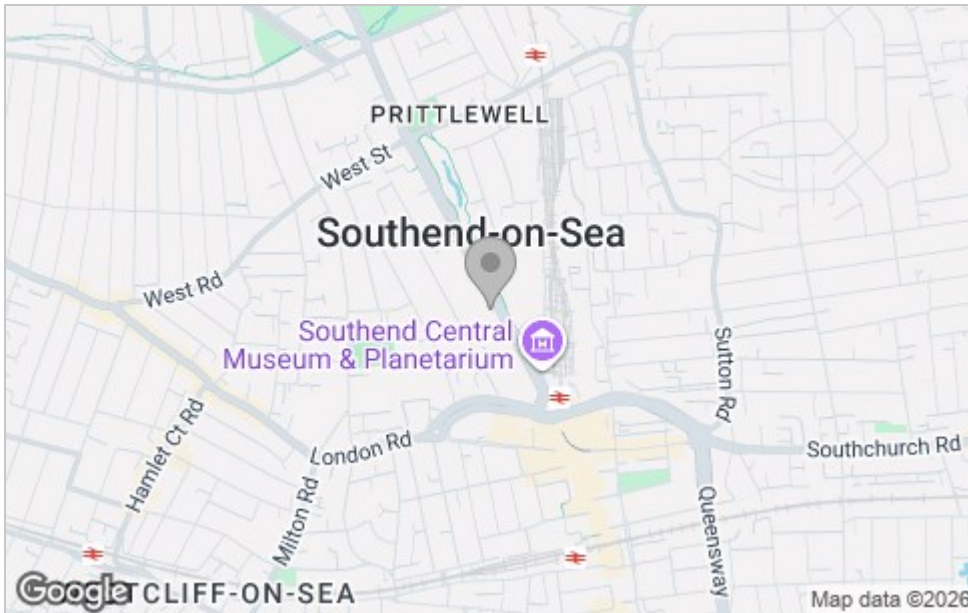 PRITTLEWELL
West St
Southend-on-Sea
West Rd
Southend Central
Museum & Planetarium
Sutton Rd
Hamlet Ct Rd
London Rd
Southchurch Rd
Milton Rd
Queensway
TCLIFF-ON-SEA
Google
Map data ©2026